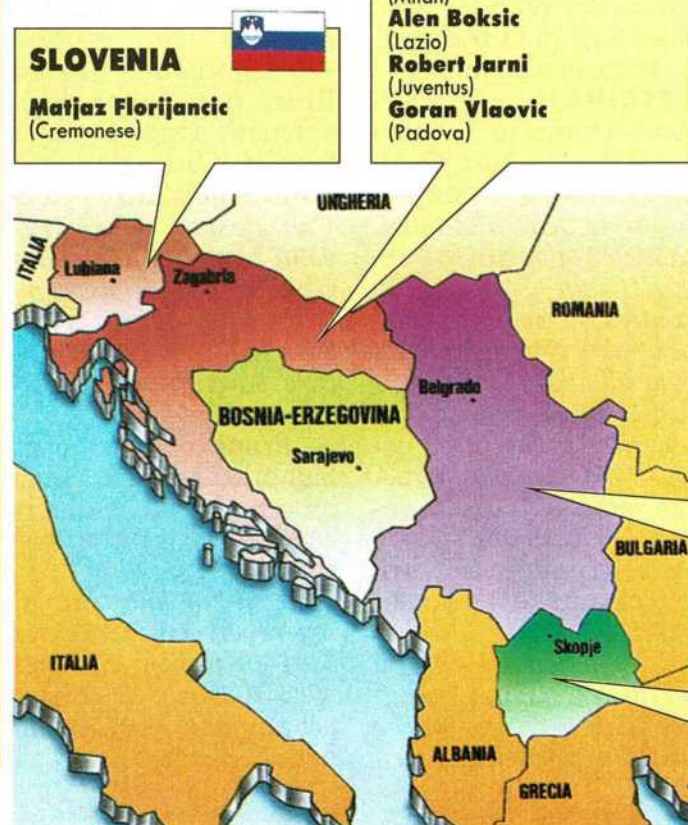 SLOVENIA
Matjaz Florijancic
(Cremonese)
(Milan)
Alen Boksic
(Lazio)
Robert Jarni
(Juventus)
Goran Vlaovic
(Padova)
UNGHERIA
ITALIA
Lubiana
Zagabria
ROMANIA
Belgrado
BOSNIA-ERZEGOVINA
Sarajevo
BULGARIA
ITALIA
Skopje
ALBANIA
GRECIA